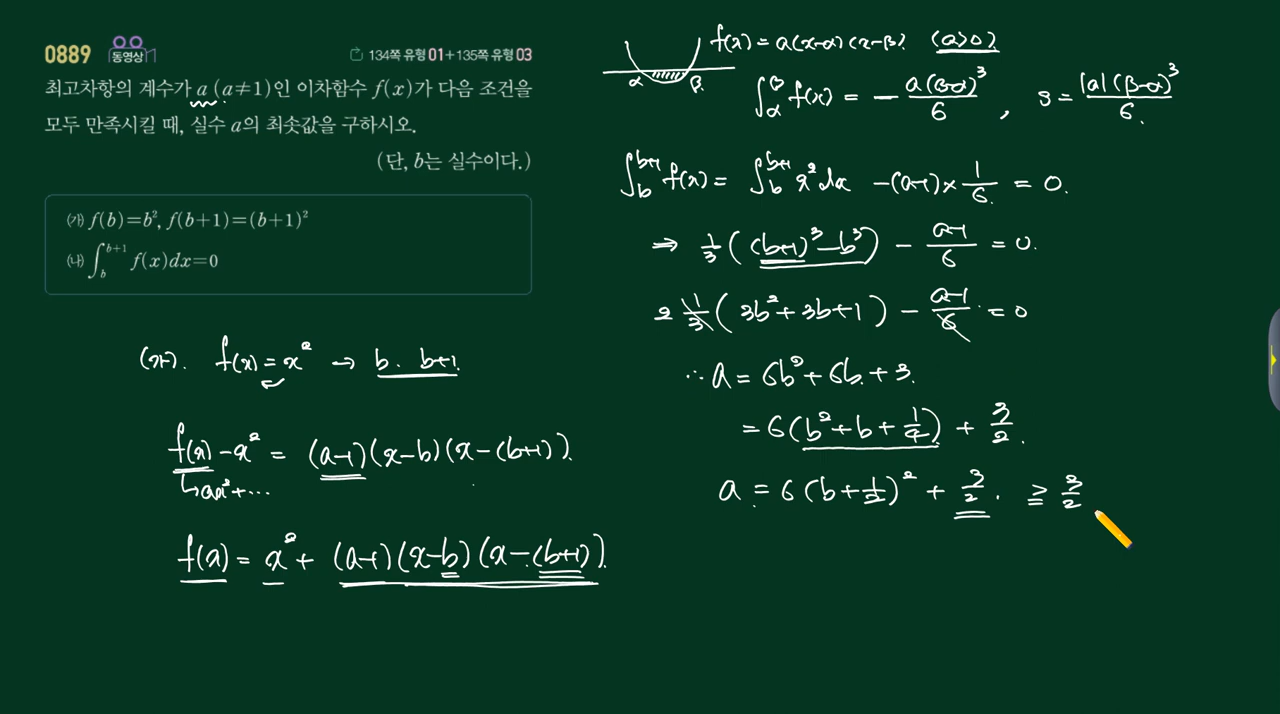 0889 동영상 134쪽 유형 01+135쪽 유형 03
최고차항의 계수가 a (a≠1)인 이차함수 f(x)가 다음 조건을
모두 만족시킬 때, 실수 a의 최솟값을 구하시오.
(단, b는 실수이다.)
㈎ f(b)=b², f(b+1)=(b+1)²
㈏ ∫_b^{b+1} f(x)dx=0
㈎. f(x)=x² → b. b+1.
f(x)-x² = (a-1)(x-b)(x-(b+1)).
↳ax²+⋯
f(x) = x² + (a-1)(x-b)(x-(b+1)).
α β f(x)=a(x-α)(x-β). (a>0)
∫_α^β f(x) = - a(β-α)³/6 , S = |a|(β-α)³/6.
∫_b^{b+1} f(x) = ∫_b^{b+1} x²dx -(a-1)× 1/6 = 0.
⇒ 1/3 ((b+1)³-b³) - (a-1)/6 = 0.
2 1/3 (3b²+3b+1) - (a-1)/6 = 0
∴ a = 6b²+6b+3.
= 6(b²+b+1/4) + 3/2.
a = 6(b+1/2)² + 3/2. ≥ 3/2